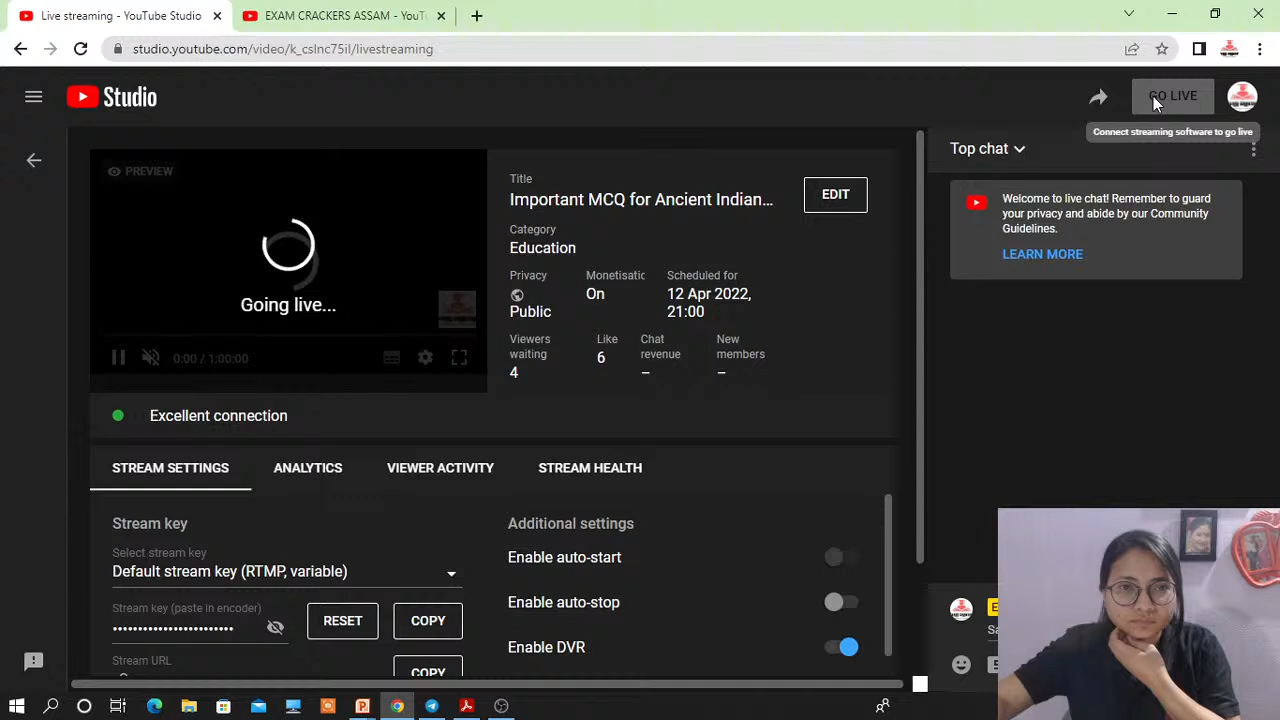 Live streaming - YouTube Studio
EXAM CRACKERS ASSAM - YouT
studio.youtube.com/video/k_cslnc75iI/livestreaming
Studio
GO LIVE
Connect streaming software to go live
PREVIEW
Going live...
0:00 / 1:00:00
Title
Important MCQ for Ancient Indian...
EDIT
Category
Education
Privacy
Public
Monetisatic
On
Scheduled for
12 Apr 2022,
21:00
Viewers
waiting
4
Like
6
Chat
revenue
–
New
members
–
Excellent connection
STREAM SETTINGS
ANALYTICS
VIEWER ACTIVITY
STREAM HEALTH
Stream key
Select stream key
Default stream key (RTMP, variable)
Stream key (paste in encoder)
••••••••••••••••••••••••
RESET
COPY
Stream URL
COPY
Additional settings
Enable auto-start
Enable auto-stop
Enable DVR
Top chat
Welcome to live chat! Remember to guard
your privacy and abide by our Community
Guidelines.
LEARN MORE
E
Sa